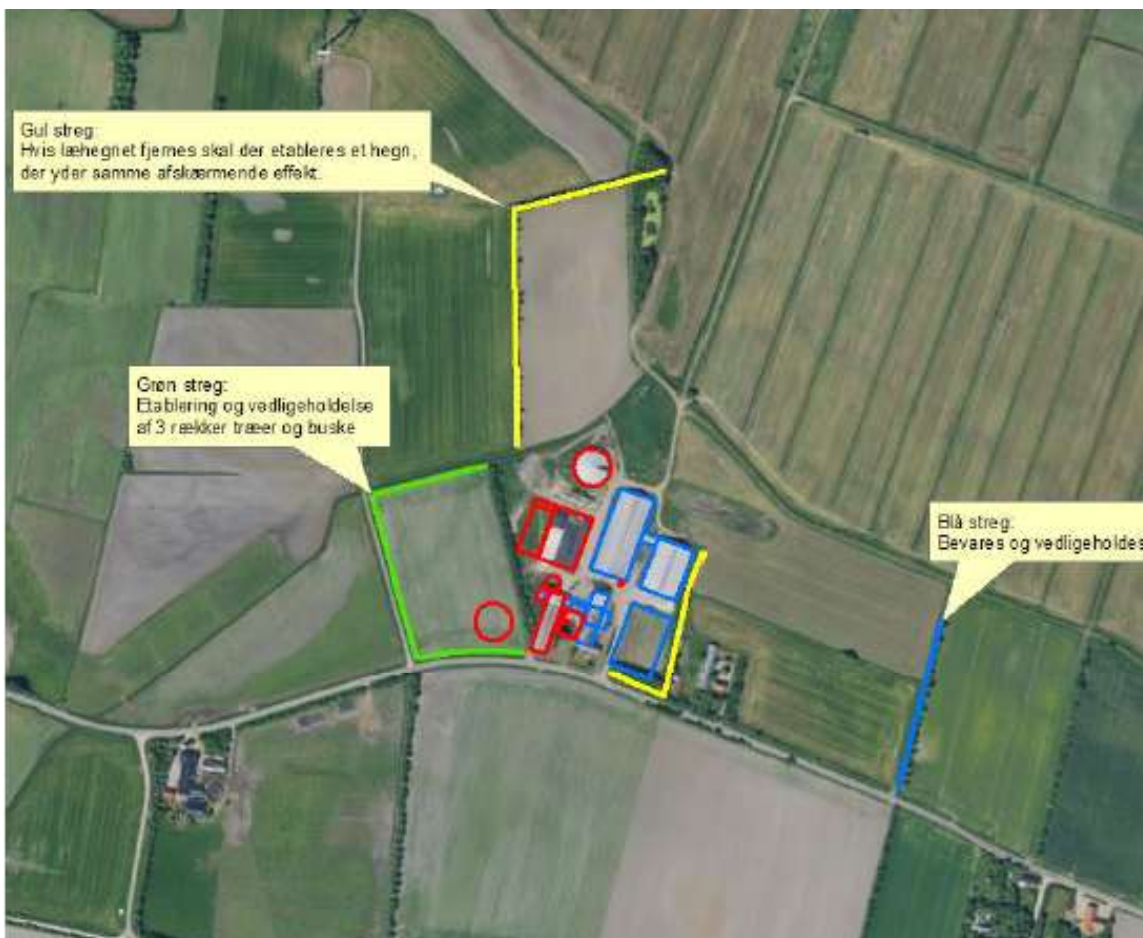 Gul streg:
Hvis læhegnet fjernes skal der etableres et hegn,
der yder samme afskærmende effekt.
Grøn streg:
Etablering og vedligeholdelse
af 3 rækker træer og buske
Blå streg:
Bevares og vedligeholdes